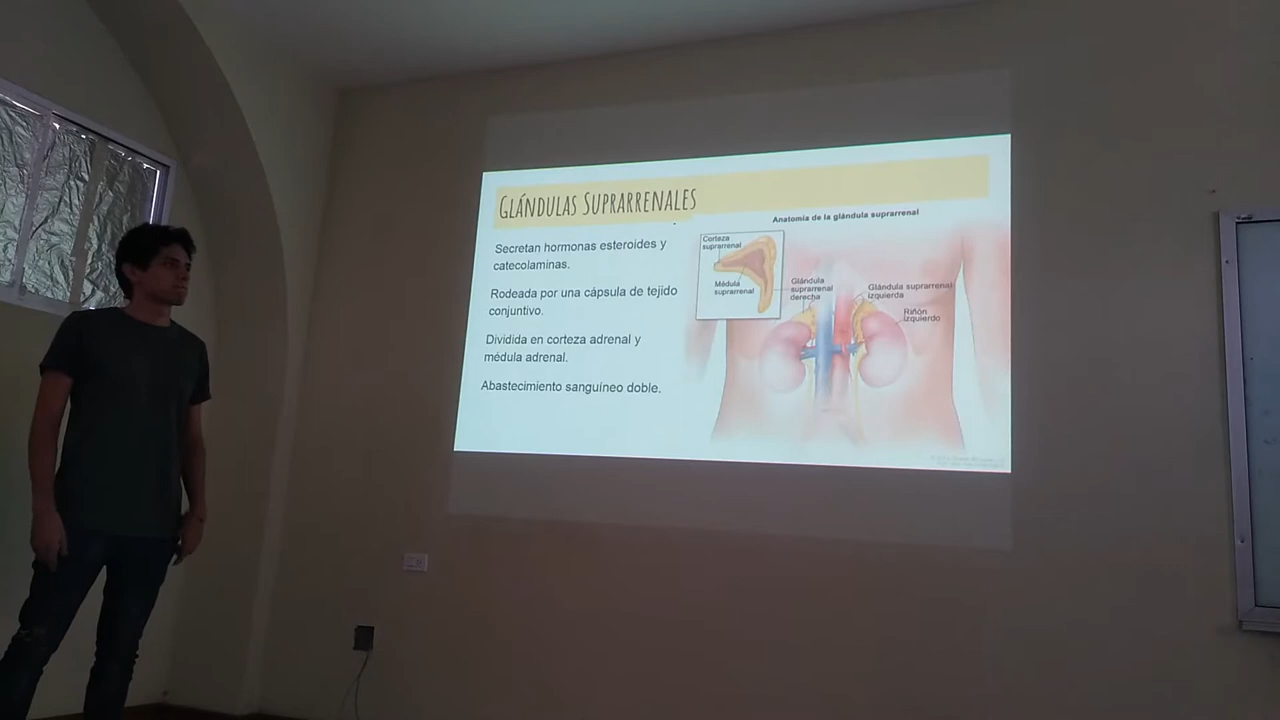 GLÁNDULAS SUPRARRENALES
Secretan hormonas esteroides y
catecolaminas.
Rodeada por una cápsula de tejido
conjuntivo.
Dividida en corteza adrenal y
médula adrenal.
Abastecimiento sanguíneo doble.
Anatomía de la glándula suprarrenal
Corteza
suprarrenal
Médula
suprarrenal
Glándula
suprarrenal
derecha
Glándula suprarrenal
izquierda
Riñón
izquierdo